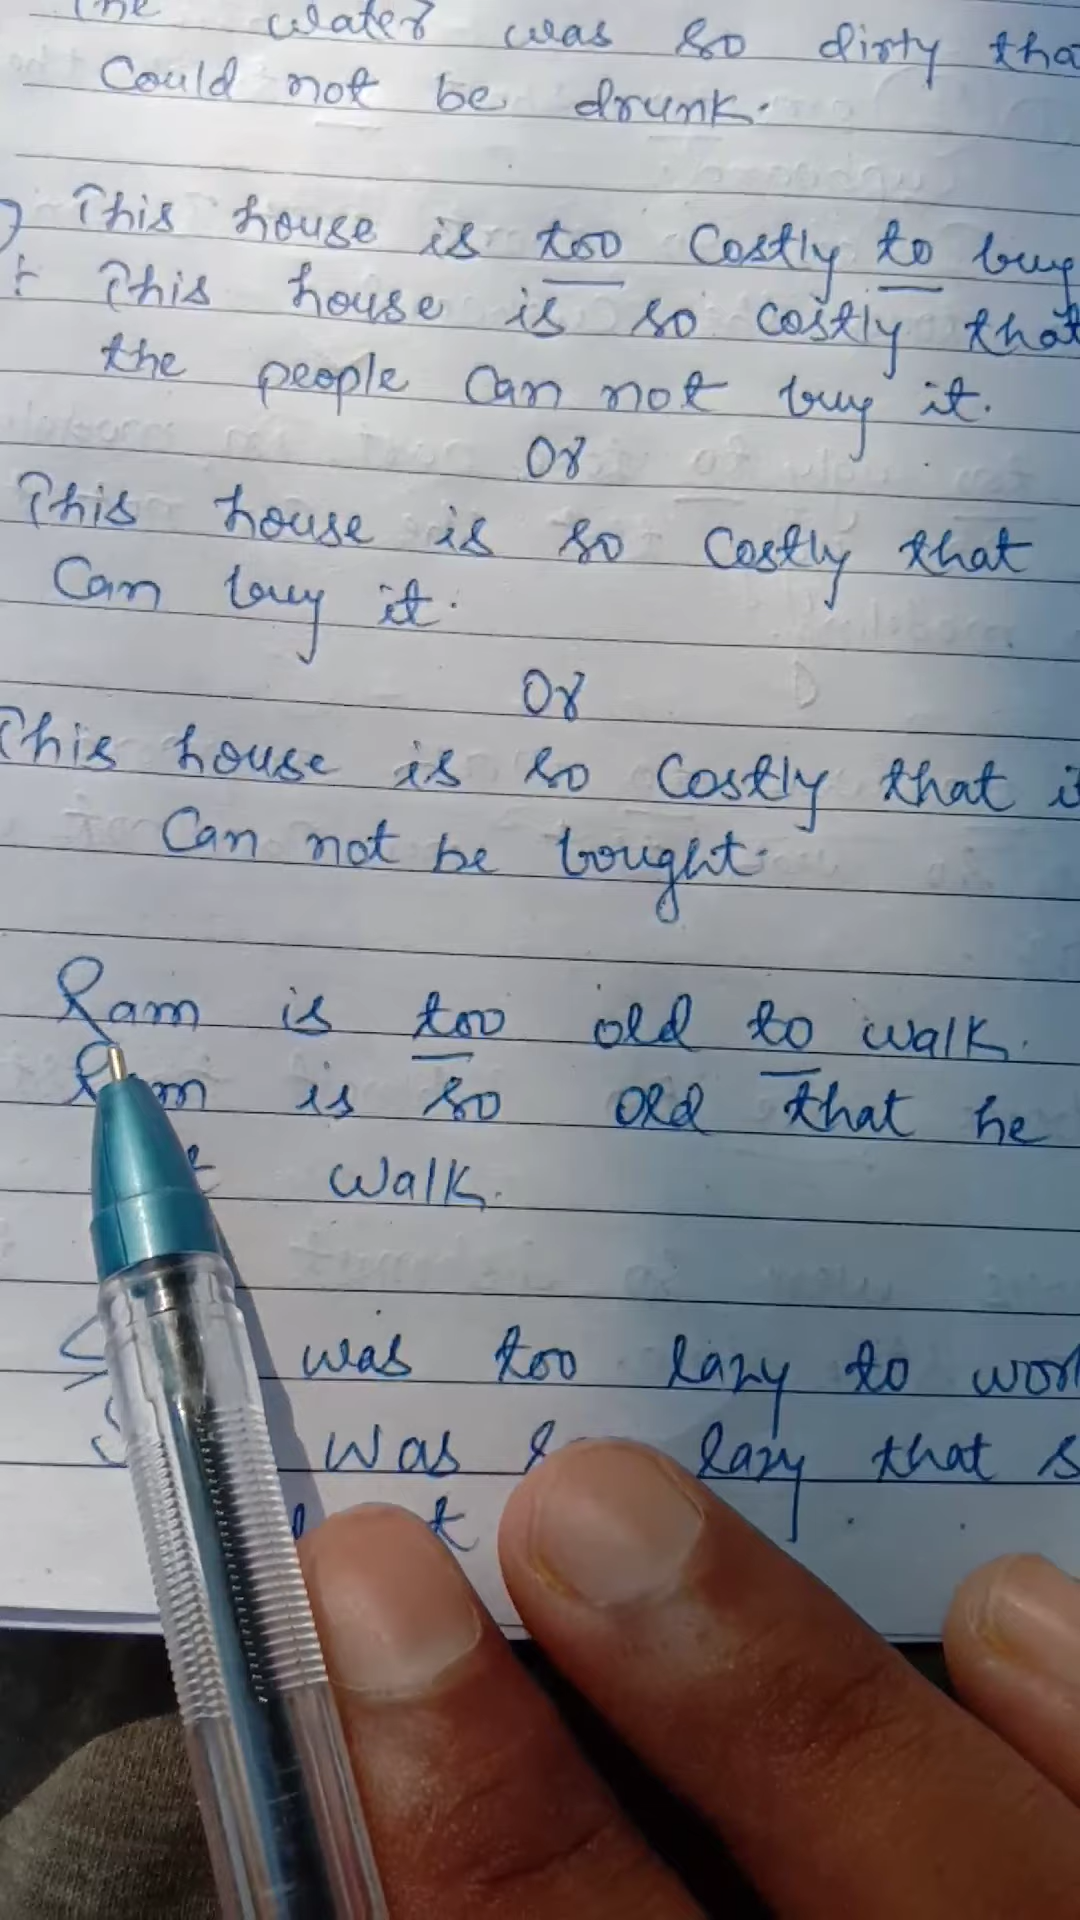 The water was so dirty tha
Could not be drunk.
This house is too Costly to buy
This house is so costly that
the people Can not buy it.
Or
This house is so Costly that
Can buy it.
Or
This house is so Costly that i
Can not be bought.
Ram is too old to walk.
Ram is so old that he
Walk.
was too lazy to wor
was lazy that s